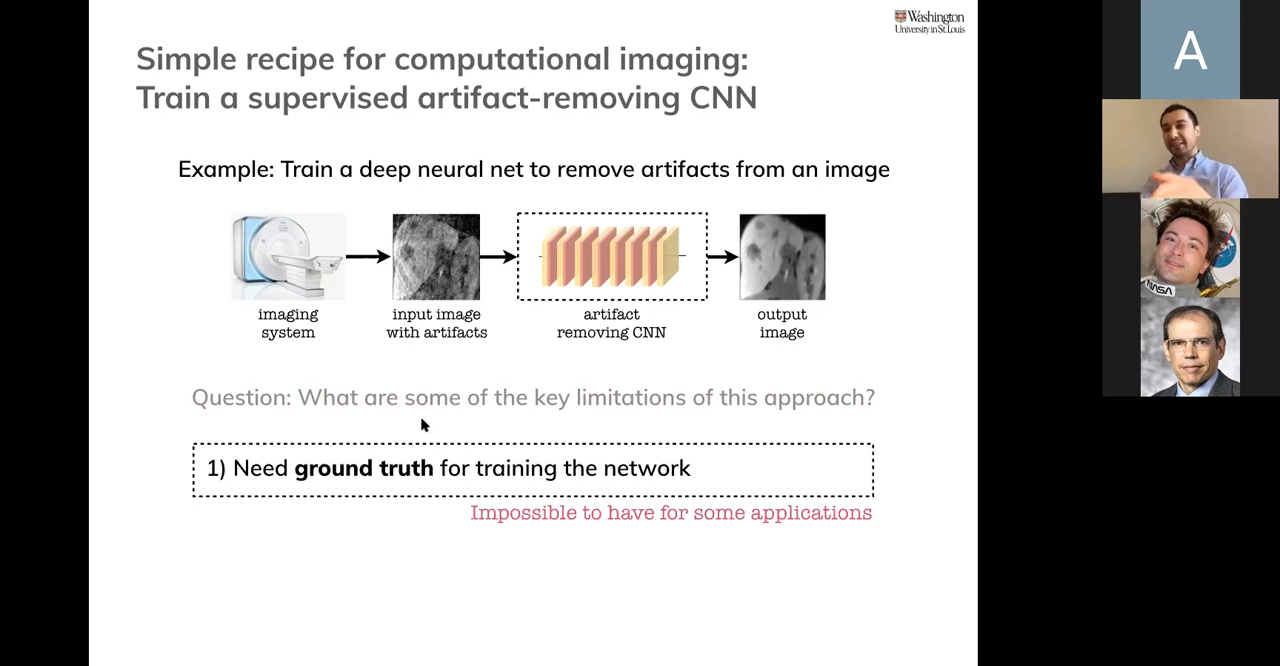 Washington
University in St. Louis
Simple recipe for computational imaging:
Train a supervised artifact-removing CNN
Example: Train a deep neural net to remove artifacts from an image
imaging
system
input image
with artifacts
artifact
removing CNN
output
image
Question: What are some of the key limitations of this approach?
1) Need ground truth for training the network
Impossible to have for some applications
A
NASA